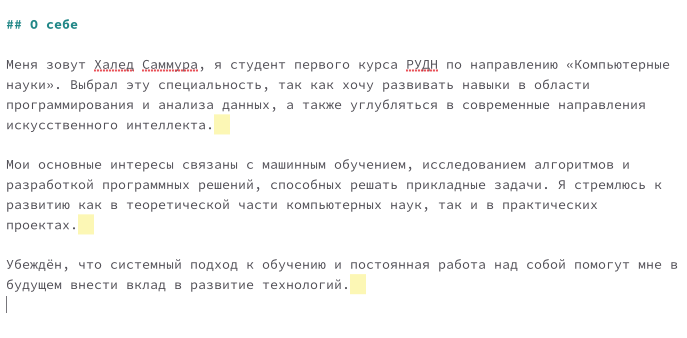 ## О себе
Меня зовут Халед Саммура, я студент первого курса РУДН по направлению «Компьютерные
науки». Выбрал эту специальность, так как хочу развивать навыки в области
программирования и анализа данных, а также углубляться в современные направления
искусственного интеллекта.
Мои основные интересы связаны с машинным обучением, исследованием алгоритмов и
разработкой программных решений, способных решать прикладные задачи. Я стремлюсь к
развитию как в теоретической части компьютерных наук, так и в практических
проектах.
Убеждён, что системный подход к обучению и постоянная работа над собой помогут мне в
будущем внести вклад в развитие технологий.